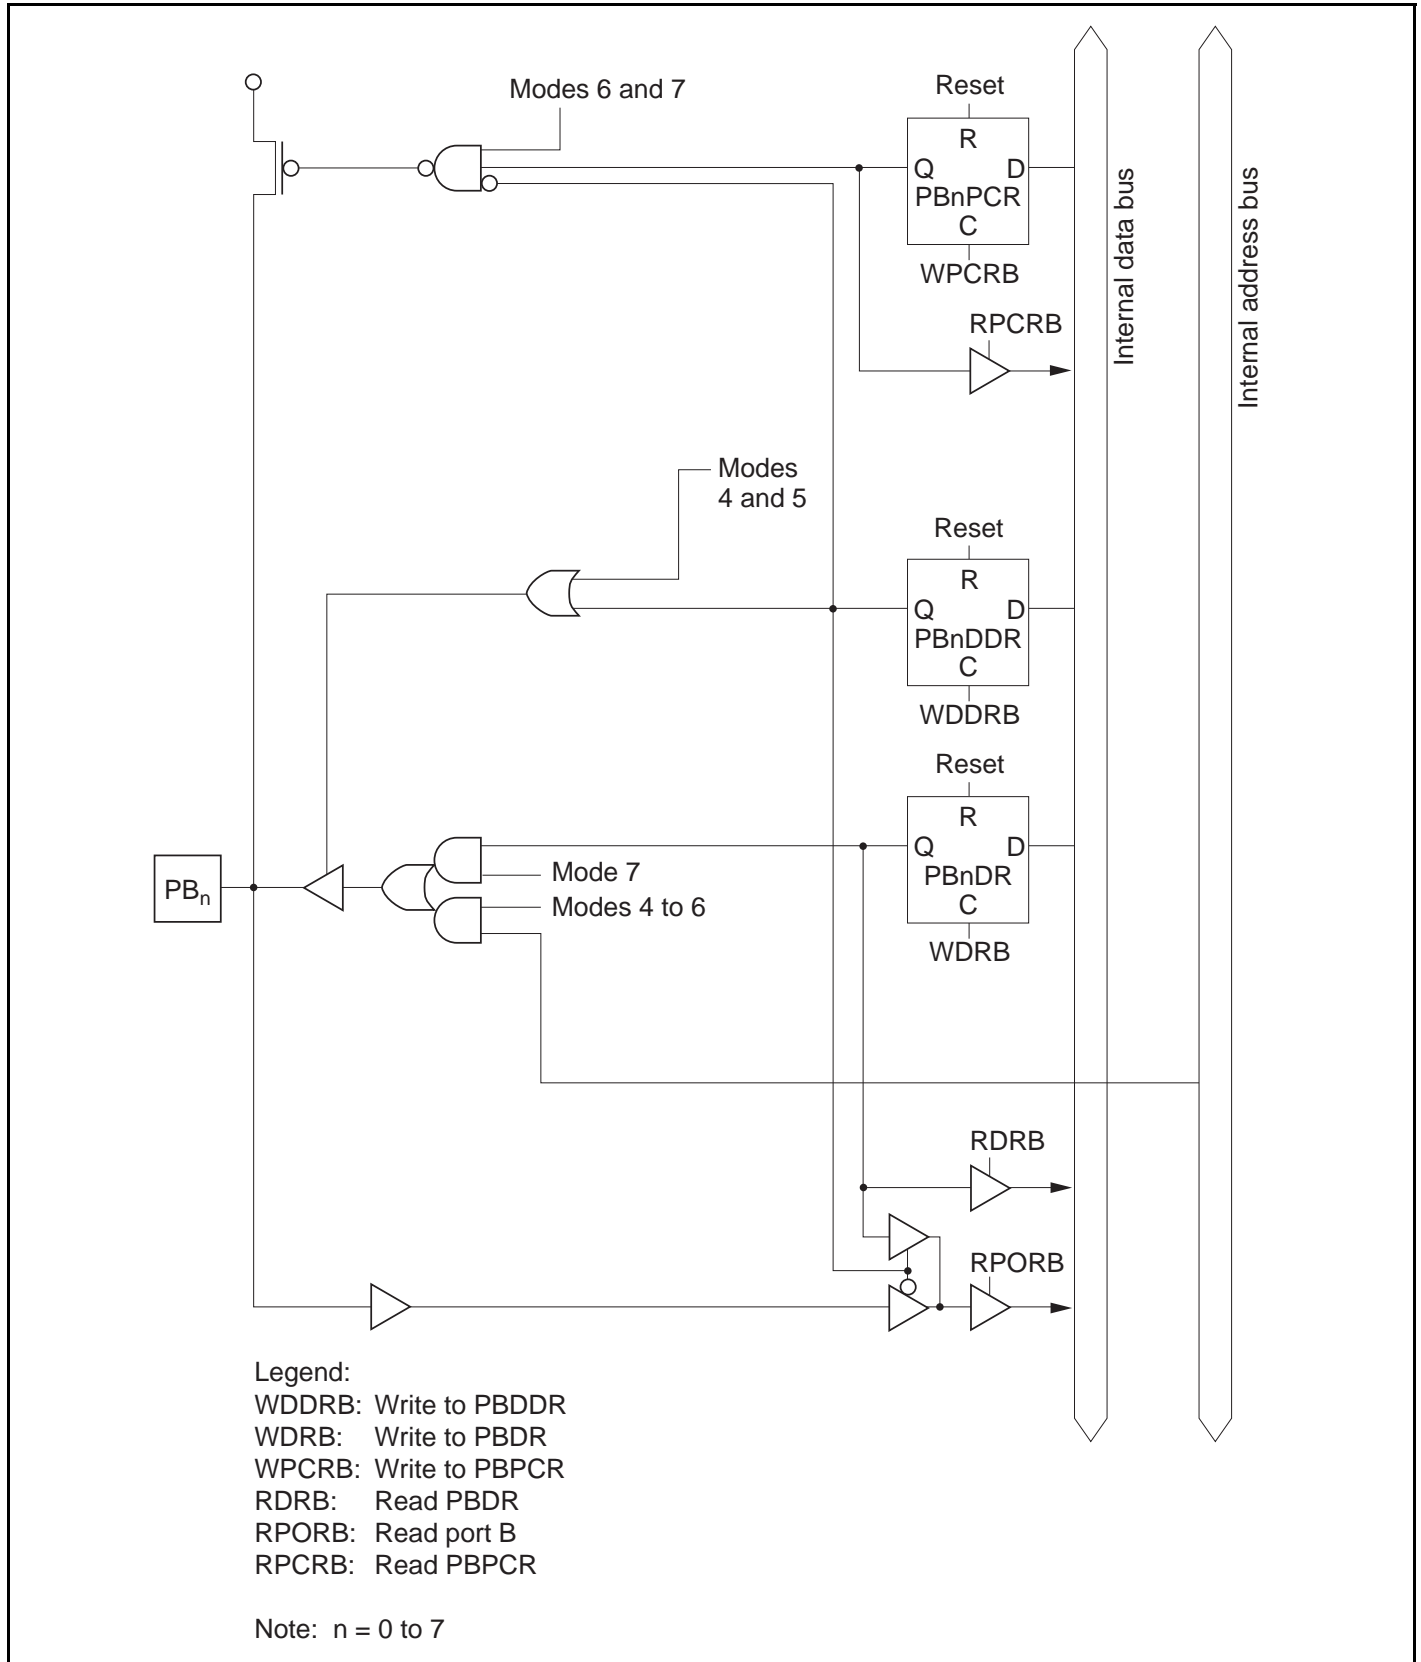 Modes 6 and 7
Reset
R
Q D
PBnPCR
C
WPCRB
RPCRB
Internal data bus
Internal address bus
Modes
4 and 5
Reset
R
Q D
PBnDDR
C
WDDRB
Reset
R
Q D
PBnDR
C
WDRB
PBn
Mode 7
Modes 4 to 6
RDRB
RPORB
Legend:
WDDRB: Write to PBDDR
WDRB: Write to PBDR
WPCRB: Write to PBPCR
RDRB: Read PBDR
RPORB: Read port B
RPCRB: Read PBPCR
Note: n = 0 to 7